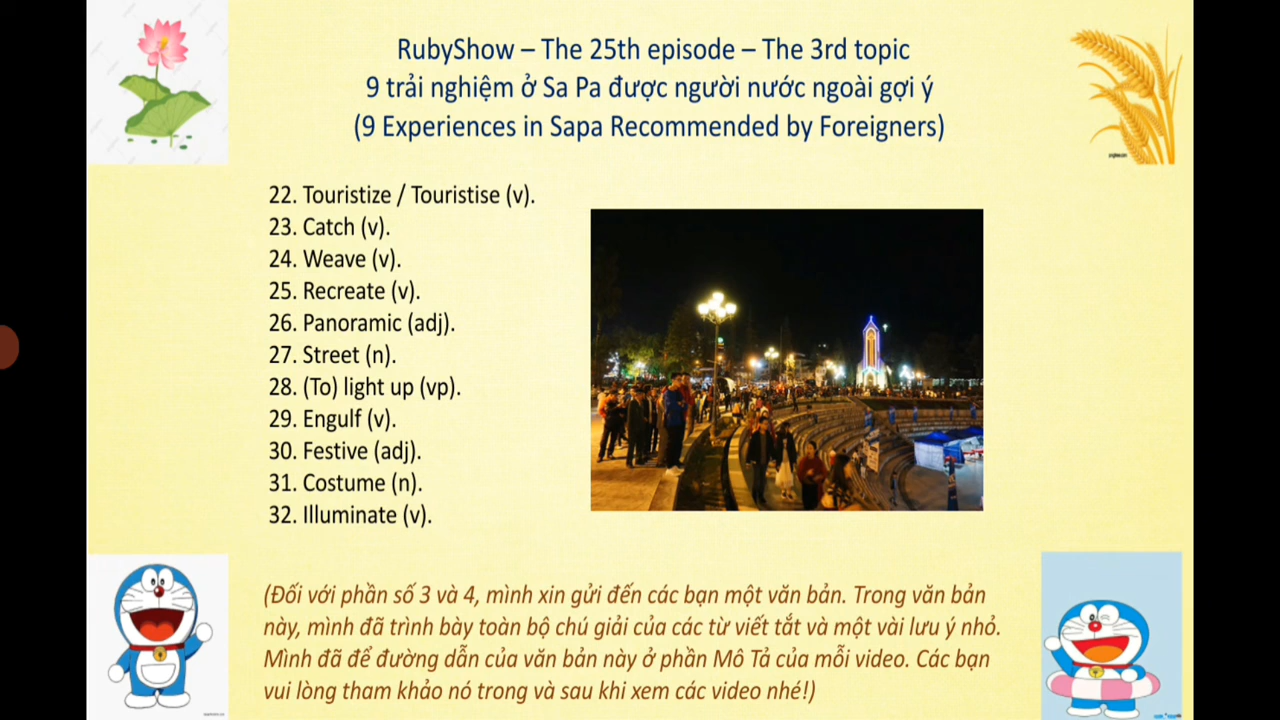 RubyShow – The 25th episode – The 3rd topic
9 trải nghiệm ở Sa Pa được người nước ngoài gợi ý
(9 Experiences in Sapa Recommended by Foreigners)
22. Touristize / Touristise (v).
23. Catch (v).
24. Weave (v).
25. Recreate (v).
26. Panoramic (adj).
27. Street (n).
28. (To) light up (vp).
29. Engulf (v).
30. Festive (adj).
31. Costume (n).
32. Illuminate (v).
(Đối với phần số 3 và 4, mình xin gửi đến các bạn một văn bản. Trong văn bản
này, mình đã trình bày toàn bộ chú giải của các từ viết tắt và một vài lưu ý nhỏ.
Mình đã để đường dẫn của văn bản này ở phần Mô Tả của mỗi video. Các bạn
vui lòng tham khảo nó trong và sau khi xem các video nhé!)